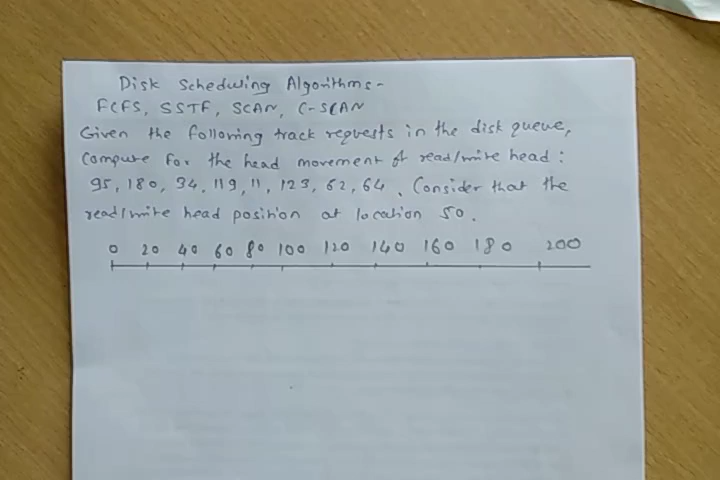 Disk Scheduling Algorithms-
FCFS, SSTF, SCAN, C-SCAN
Given the following track requests in the disk queue,
Compute for the head movement of read/write head :
95, 180, 34, 119, 11, 123, 62, 64. Consider that the
read/write head position at location 50.
0 20 40 60 80 100 120 140 160 180 200